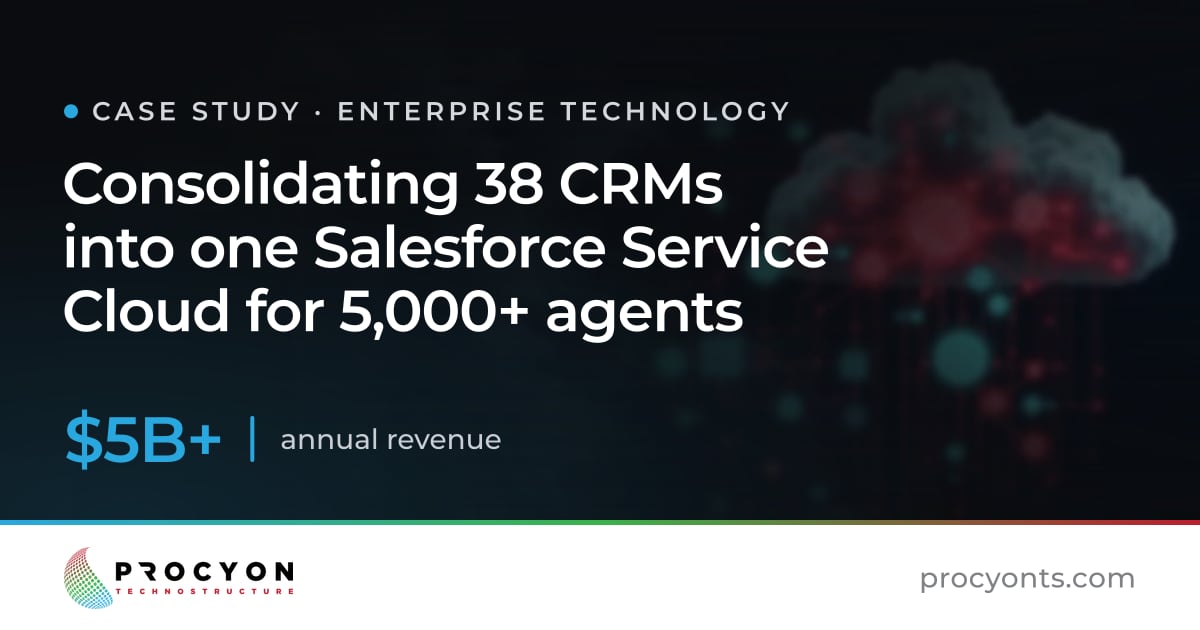 CASE STUDY · ENTERPRISE TECHNOLOGY
Consolidating 38 CRMs
into one Salesforce Service
Cloud for 5,000+ agents
$5B+ | annual revenue
PROCYON
TECHNOSTRUCTURE
procyonts.com